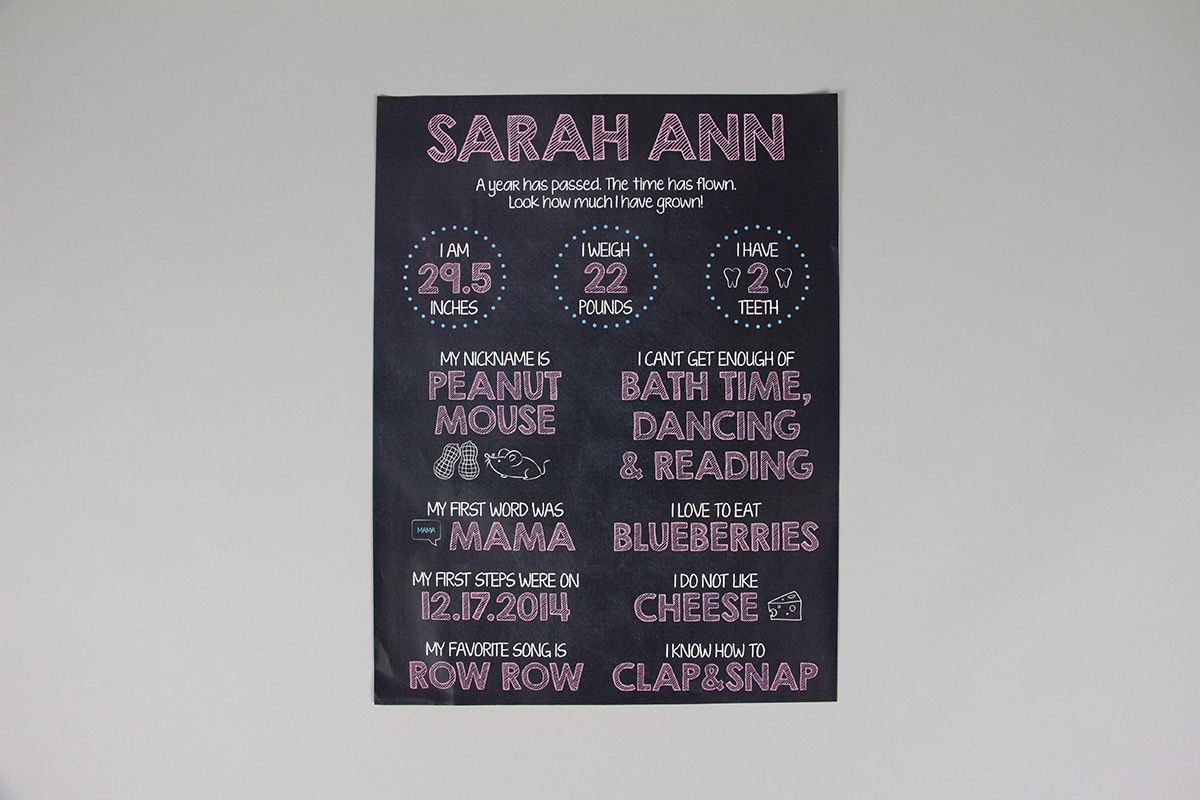 SARAH ANN
A year has passed. The time has flown.
Look how much I have grown!
I AM
29.5
INCHES
I WEIGH
22
POUNDS
I HAVE
2
TEETH
MY NICKNAME IS
PEANUT
MOUSE
I CAN'T GET ENOUGH OF
BATH TIME,
DANCING
& READING
MY FIRST WORD WAS
MAMA
MAMA
I LOVE TO EAT
BLUEBERRIES
MY FIRST STEPS WERE ON
12.17.2014
I DO NOT LIKE
CHEESE
MY FAVORITE SONG IS
ROW ROW
I KNOW HOW TO
CLAP&SNAP